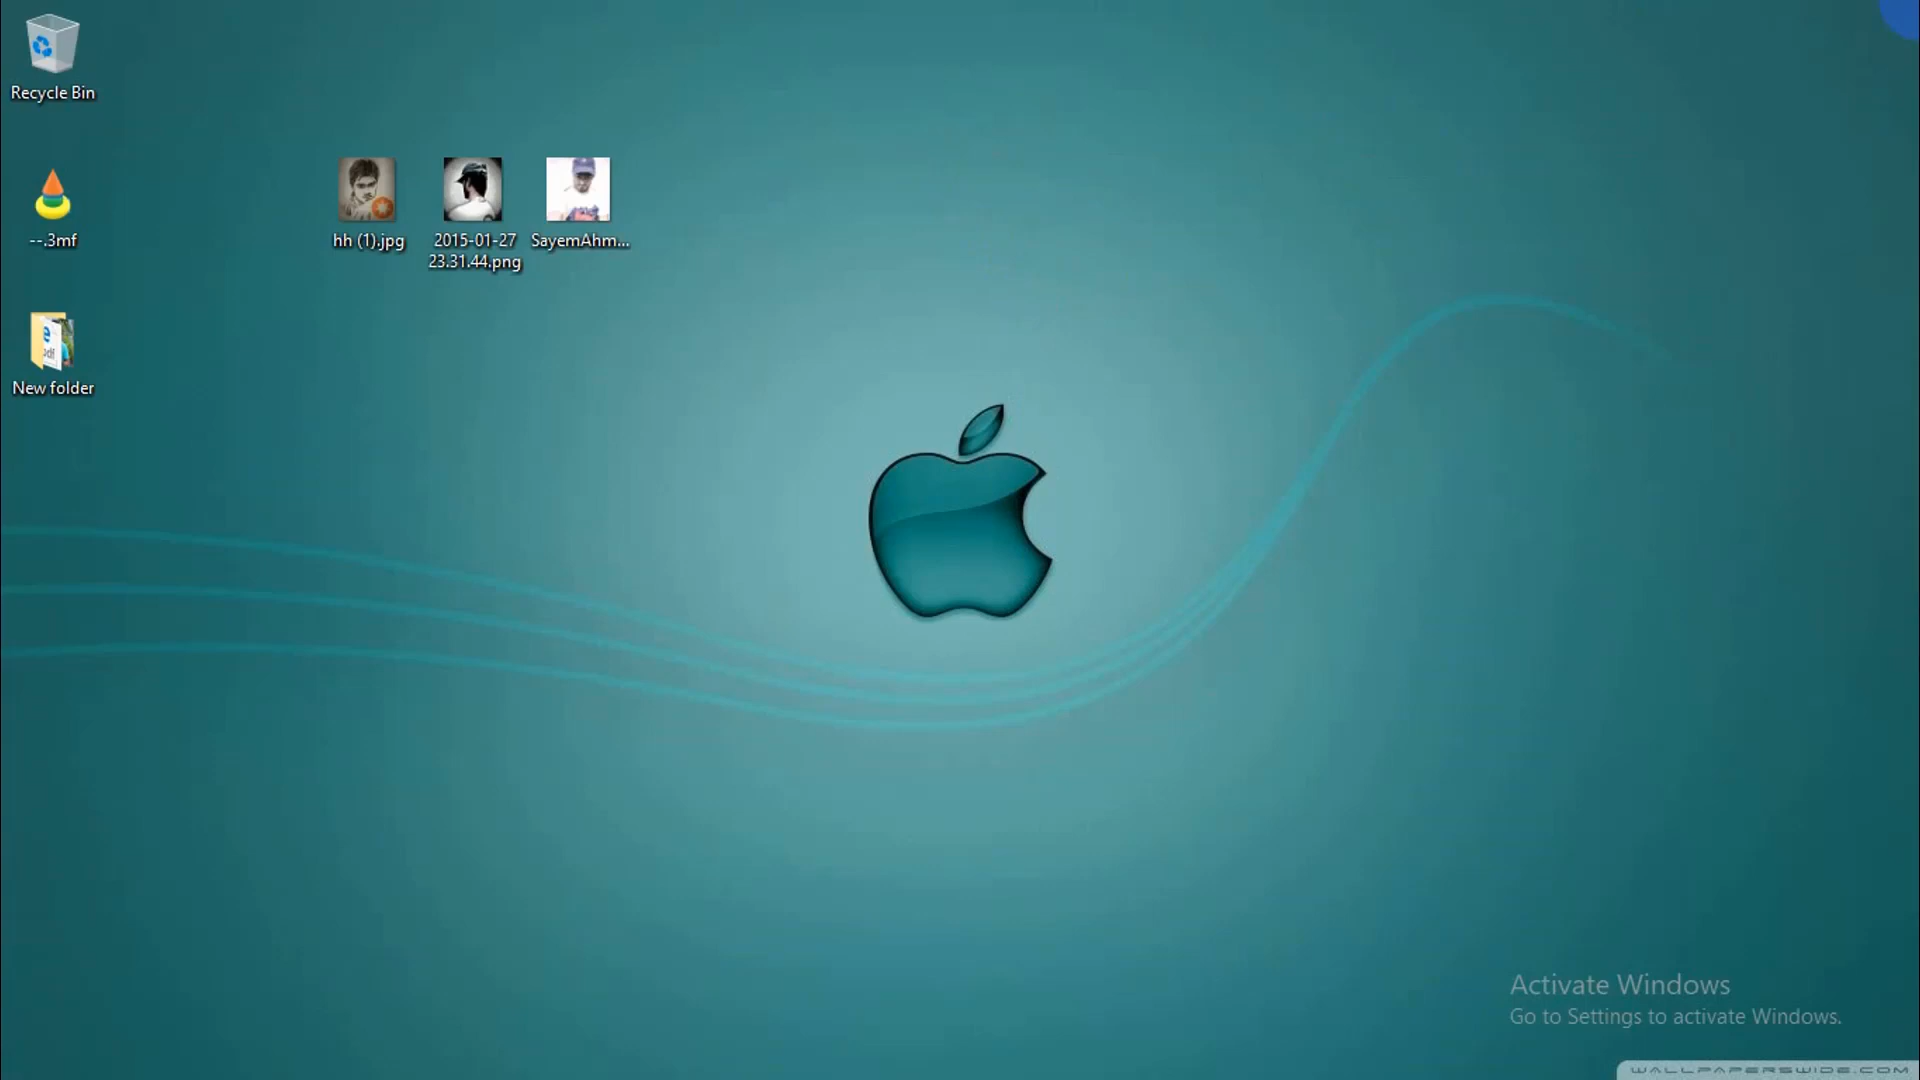 Recycle Bin
--.3mf
New folder
hh (1).jpg
2015-01-27
23.31.44.png
SayemAhm...
pdf
Activate Windows
Go to Settings to activate Windows.
WALLPAPERSWIDE.COM